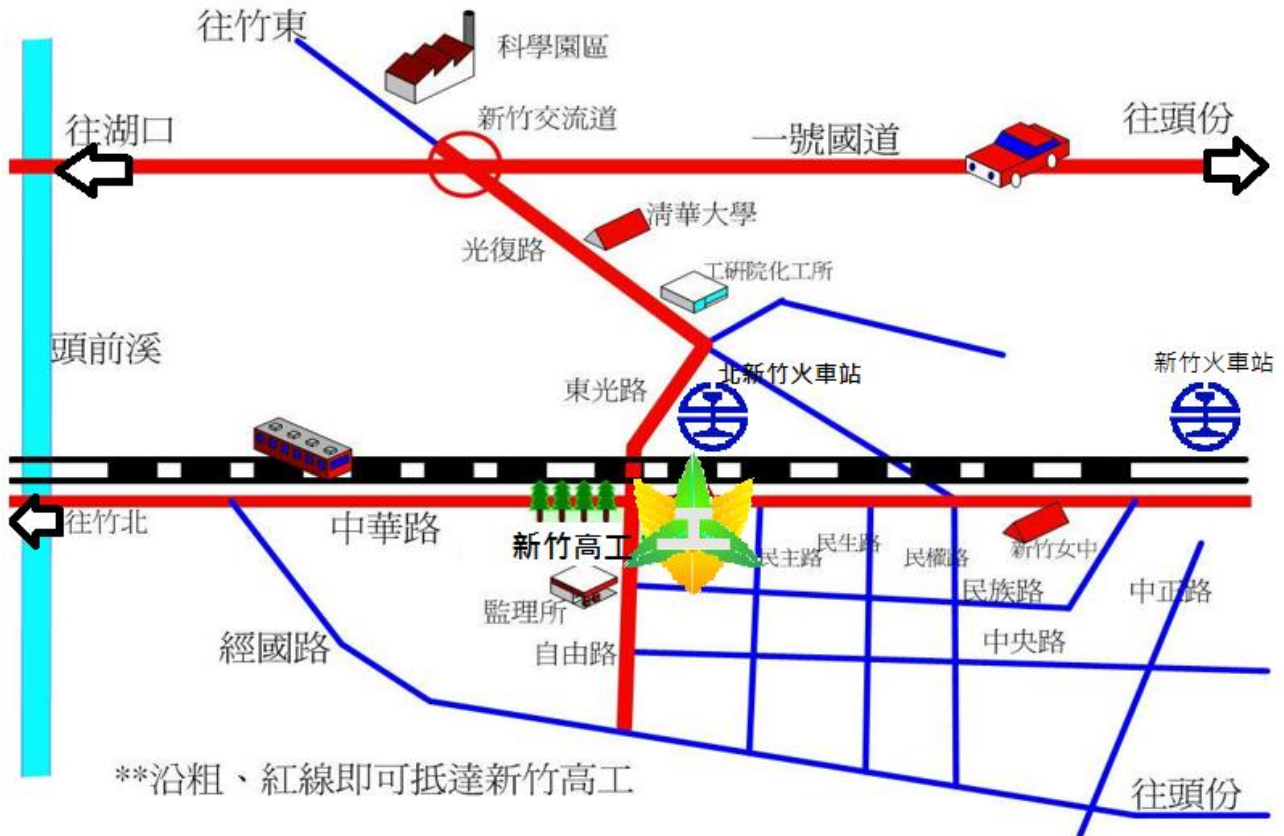 往竹東
科學園區
新竹交流道
往湖口
一號國道
往頭份
清華大學
光復路
工研院化工所
頭前溪
東光路
北新竹火車站
新竹火車站
往竹北
中華路
新竹高工
民主路
民生路
民權路
新竹女中
監理所
民族路
中正路
經國路
自由路
中央路
**沿粗、紅線即可抵達新竹高工
往頭份